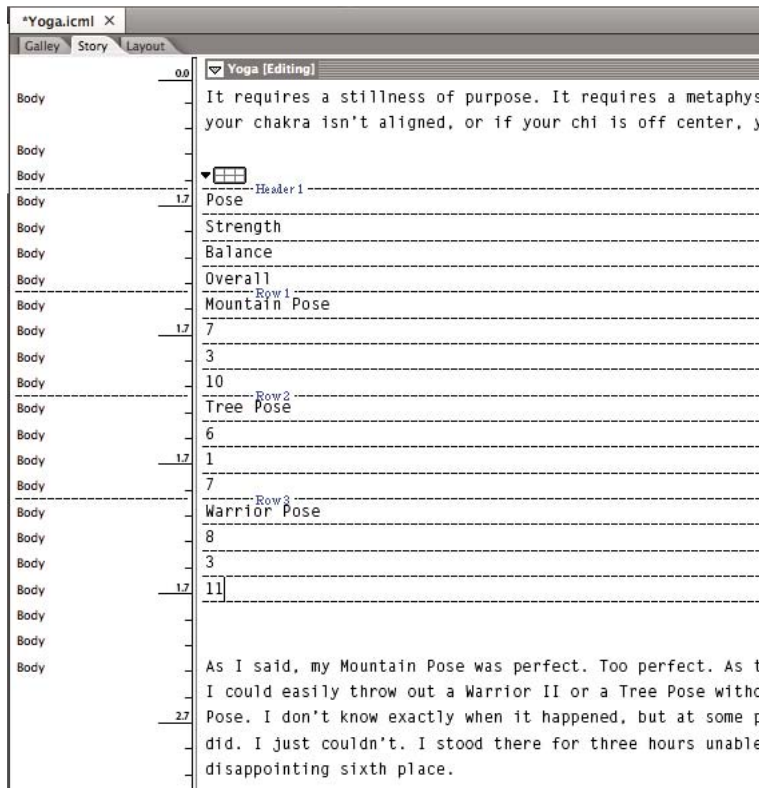 *Yoga.icml ×
Galley Story Layout
0.0 Yoga [Editing]
Body It requires a stillness of purpose. It requires a
your chakra isn't aligned, or if your chi is off center,
Body
Body
Header 1
Body 1.7 Pose
Body Strength
Body Balance
Body Overall
Row 1
Body Mountain Pose
Body 1.7 7
Body 3
Body 10
Row 2
Body Tree Pose
Body 6
Body 1.7 1
Body 7
Row 3
Body Warrior Pose
Body 8
Body 3
Body 1.7 11
Body
Body
Body As I said, my Mountain Pose was perfect. Too perfect. As
I could easily throw out a Warrior II or a Tree Pose
2.7 Pose. I don't know exactly when it happened, but at some
did. I just couldn't. I stood there for three hours
disappointing sixth place.